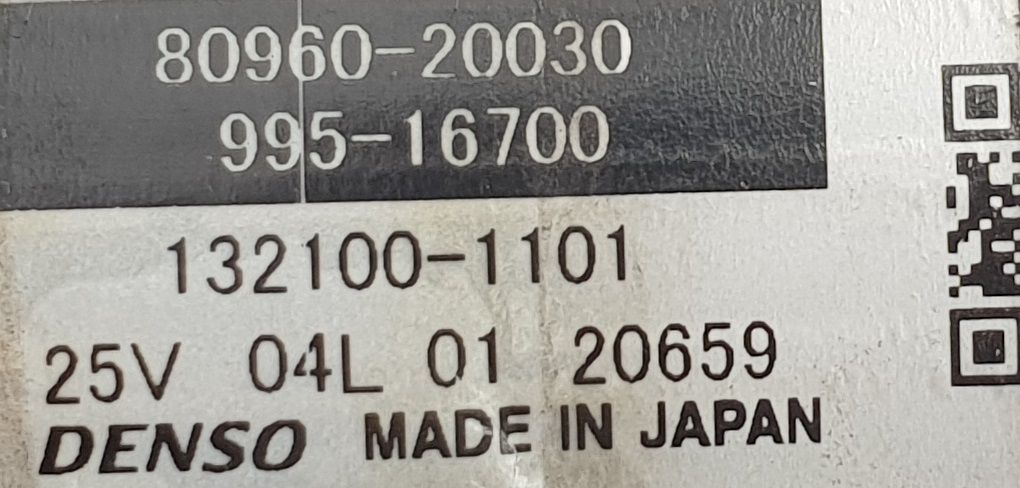 80960-20030
995-16700
132100-1101
25V 04L 01 20659
DENSO MADE IN JAPAN